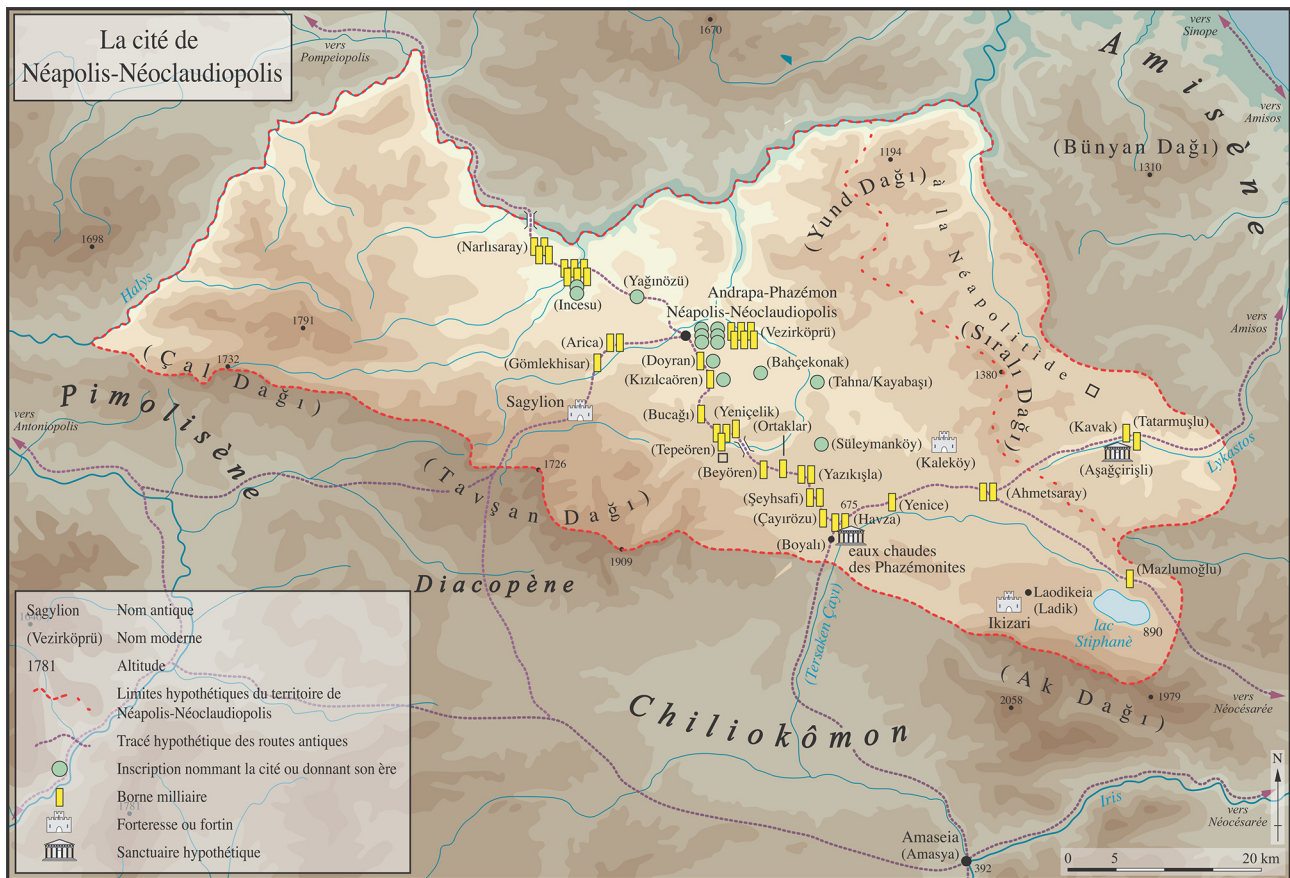 La cité de
Néapolis-Néoclaudiopolis
vers
Pompeiopolis
1670
vers
Sinope
vers
Amisos
Amisène
(Bünyan Dağı)
1310
1194
(Yund Dağı)
à la Néapolitide
1698
Halys
(Narlısaray)
(Incesu)
(Yağınözü)
Andrapa-Phazémon
Néapolis-Néoclaudiopolis
(Vezirköprü)
1791
(Çal Dağı)
1732
(Arica)
(Gömlekhisar)
(Doyran)
(Bahçekonak)
(Kızılcaören)
(Tahna/Kayabaşı)
(Sıralı Dağı)
1380
vers
Amisos
Pimolisène
vers
Antoniopolis
Sagylion
(Bucağı)
(Yeniçelik)
(Ortaklar)
(Tepeören)
(Süleymanköy)
(Kaleköy)
(Kavak)
(Tatarmuşlu)
(Aşağçirişli)
Lykastos
(Beyören)
(Yazıkışla)
1726
(Tavşan Dağı)
(Şeyhsafi)
675
(Yenice)
(Ahmetsaray)
(Çayırözü)
(Havza)
(Boyalı)
eaux chaudes
des Phazémonites
1909
Diacopène
(Mazlumoğlu)
Laodikeia
(Ladik)
Ikizari
lac
Stiphanè
890
(Tersaken Çayı)
(Ak Dağı)
2058
1979
vers
Néocésarée
Chiliokômon
Iris
vers
Néocésarée
N
Amaseia
(Amasya)
392
0 5 20 km
Sagylion Nom antique
(Vezirköprü) Nom moderne
1781 Altitude
Limites hypothétiques du territoire de
Néapolis-Néoclaudiopolis
Tracé hypothétique des routes antiques
Inscription nommant la cité ou donnant son ère
Borne milliaire
1781
Forteresse ou fortin
Sanctuaire hypothétique